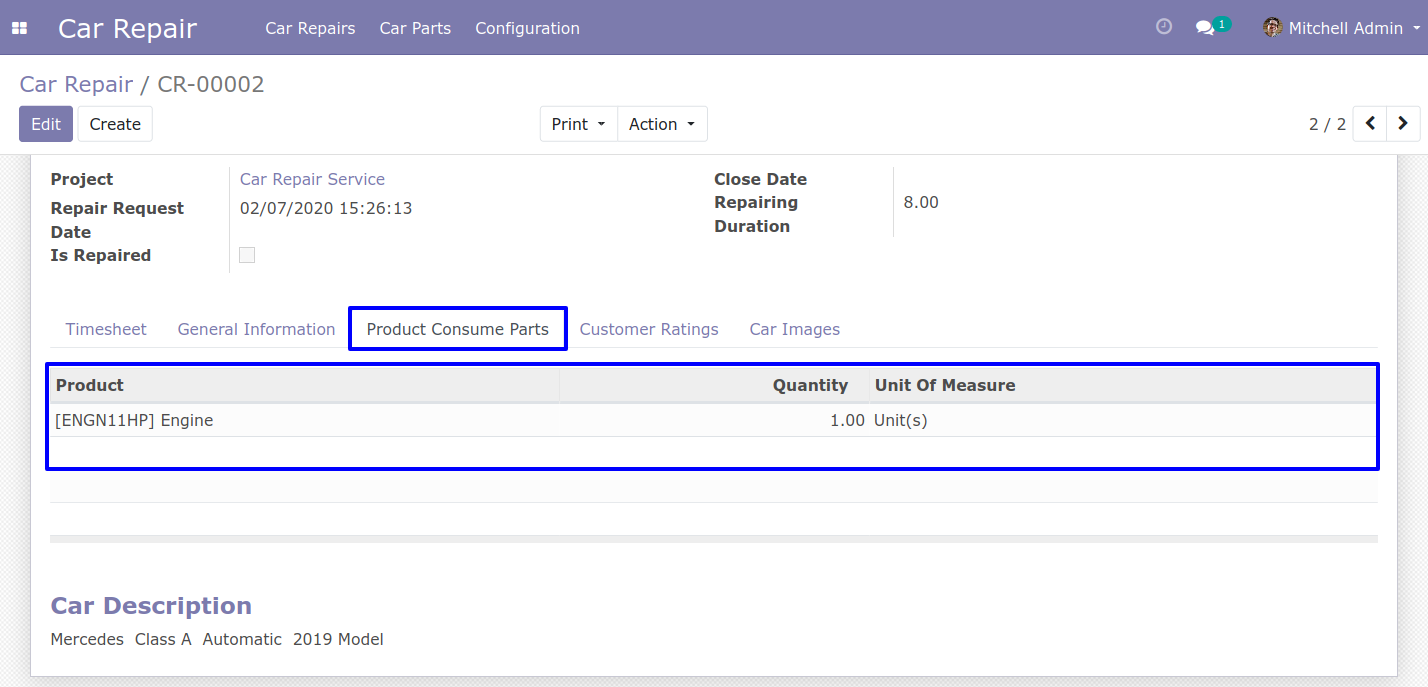 Car Repair Car Repairs Car Parts Configuration 1 Mitchell Admin
Car Repair / CR-00002
Edit Create Print Action 2 / 2
Project Car Repair Service
Repair Request Date 02/07/2020 15:26:13
Is Repaired
Close Date
Repairing Duration 8.00
Timesheet General Information Product Consume Parts Customer Ratings Car Images
Product Quantity Unit Of Measure
[ENGN11HP] Engine 1.00 Unit(s)
Car Description
Mercedes Class A Automatic 2019 Model